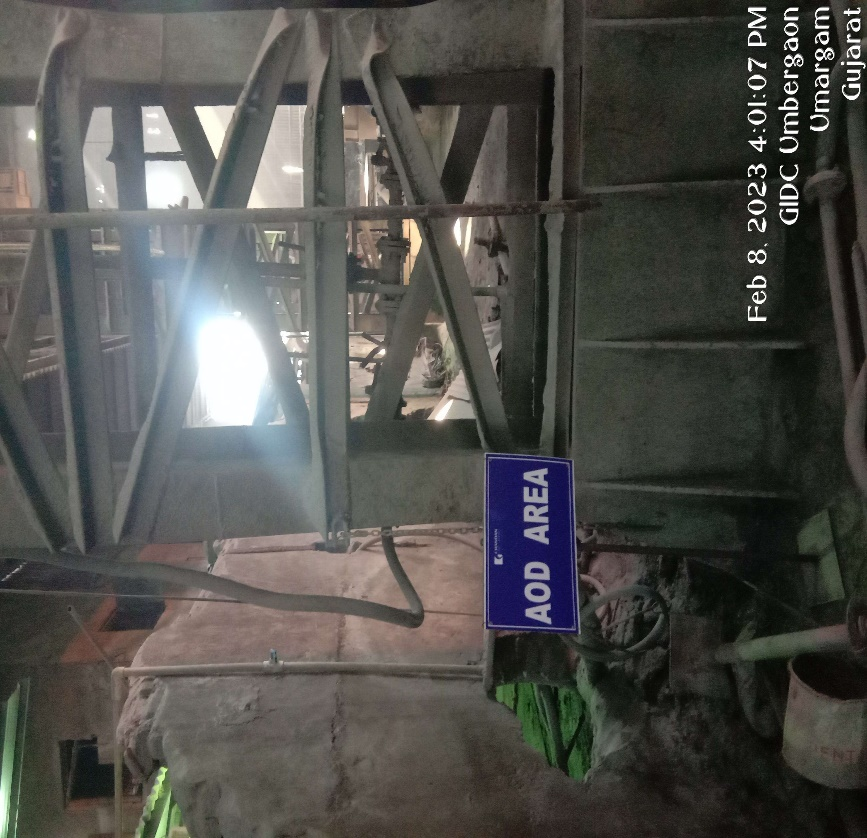 Feb 8, 2023 4:01:07 PM
GIDC Umbergaon
Umargam
Gujarat
AOD AREA